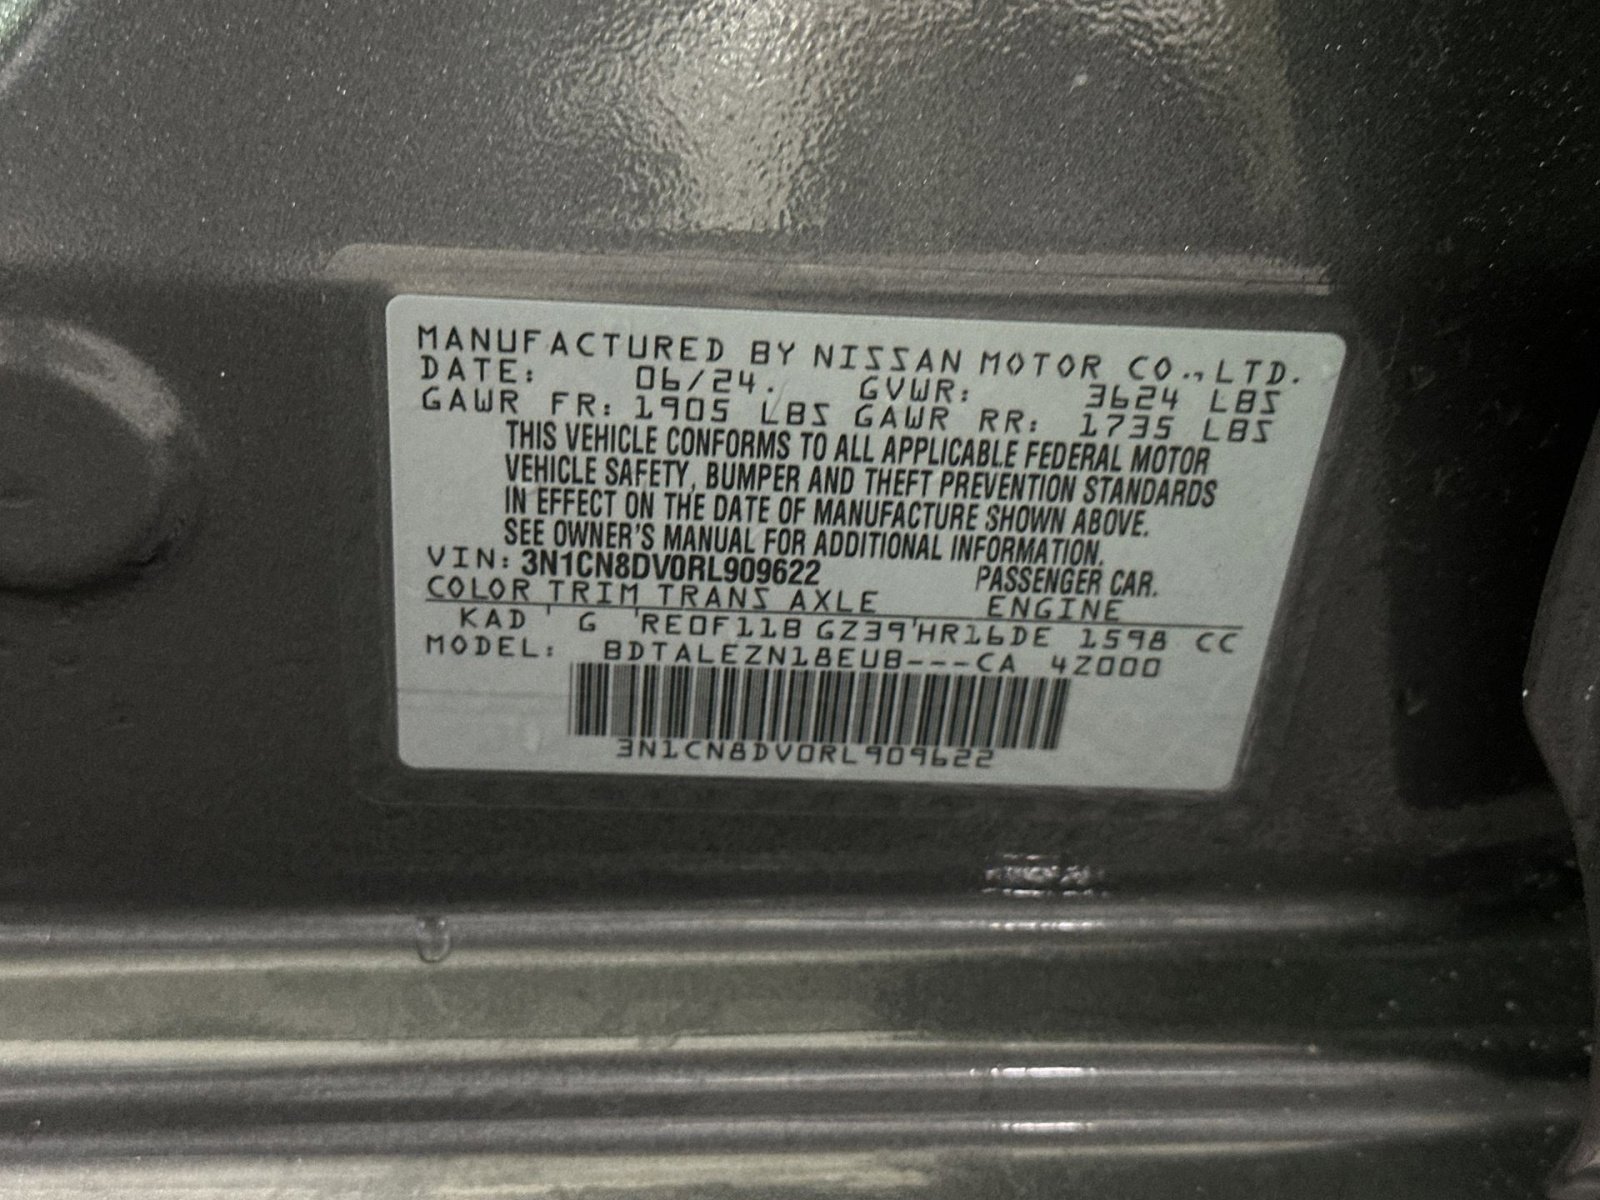 MANUFACTURED BY NISSAN MOTOR CO.,LTD.
DATE: 06/24. GVWR: 3624 LBS
GAWR FR: 1905 LBS GAWR RR: 1735 LBS
THIS VEHICLE CONFORMS TO ALL APPLICABLE FEDERAL MOTOR
VEHICLE SAFETY, BUMPER AND THEFT PREVENTION STANDARDS
IN EFFECT ON THE DATE OF MANUFACTURE SHOWN ABOVE.
SEE OWNER'S MANUAL FOR ADDITIONAL INFORMATION.
VIN: 3N1CN8DV0RL909622 PASSENGER CAR.
COLOR TRIM TRANS AXLE ENGINE
KAD G RE0F11B GZ39 HR16DE 1598 CC
MODEL: BDTALEZN18EUB---CA 4Z000
3N1CN8DV0RL909622